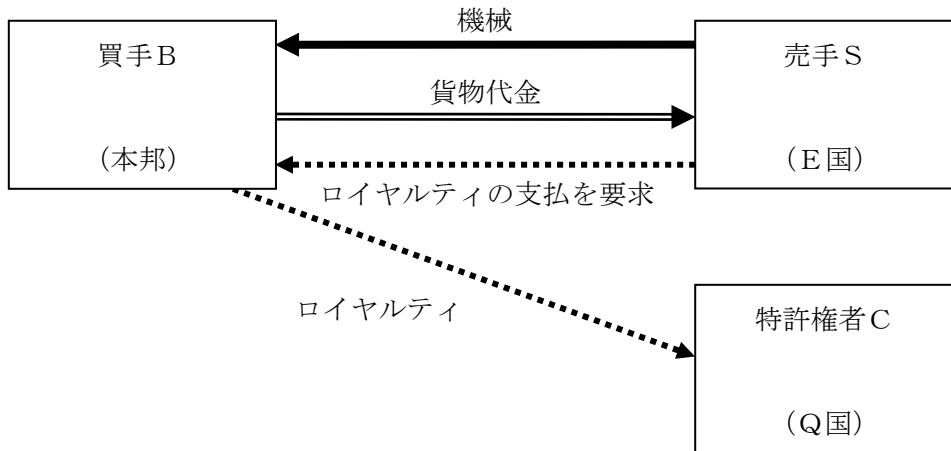 機械
買手Ｂ
売手Ｓ
貨物代金
（本邦）
（Ｅ国）
ロイヤルティの支払を要求
ロイヤルティ
特許権者Ｃ
（Ｑ国）